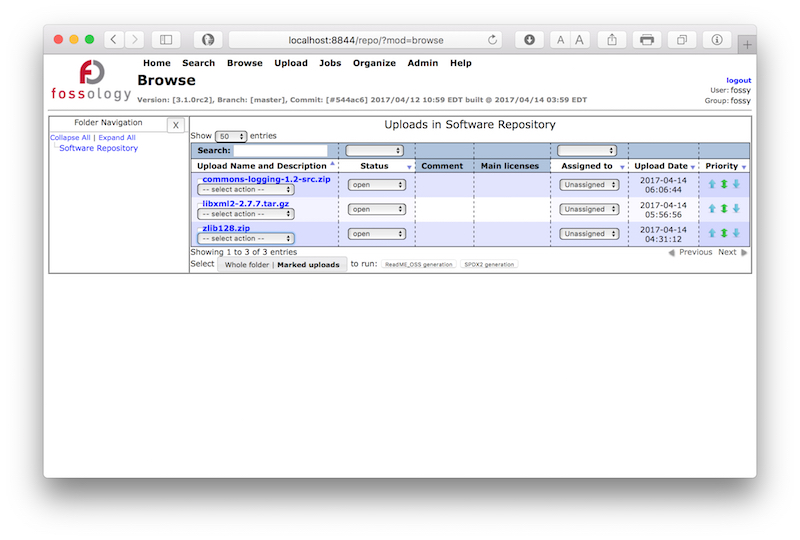 localhost:8844/repo/?mod=browse
A A
Home Search Browse Upload Jobs Organize Admin Help
fossology
Browse
Version: [3.1.0rc2], Branch: [master], Commit: [#544ac6] 2017/04/12 10:59 EDT built @ 2017/04/14 03:59 EDT
logout
User: fossy
Group: fossy
Folder Navigation
X
Collapse All | Expand All
Software Repository
Uploads in Software Repository
Show 50 entries
Search:
Upload Name and Description Status Comment Main licenses Assigned to Upload Date Priority
commons-logging-1.2-src.zip
-- select action -- open Unassigned 2017-04-14 06:06:44
libxml2-2.7.7.tar.gz
-- select action -- open Unassigned 2017-04-14 05:56:56
zlib128.zip
-- select action -- open Unassigned 2017-04-14 04:31:12
Showing 1 to 3 of 3 entries
Previous Next
Select Whole folder | Marked uploads to run: ReadME_OSS generation SPDX2 generation